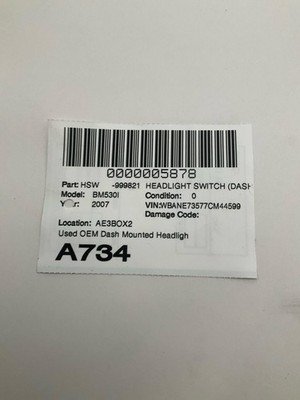 0000005878
Part: HSW -999821 HEADLIGHT SWITCH (DASH
Model: BM530I Condition: 0
Year: 2007 VIN:WBANE73577CM44599
Damage Code:
Location: AE3BOX2
Used OEM Dash Mounted Headligh
A734